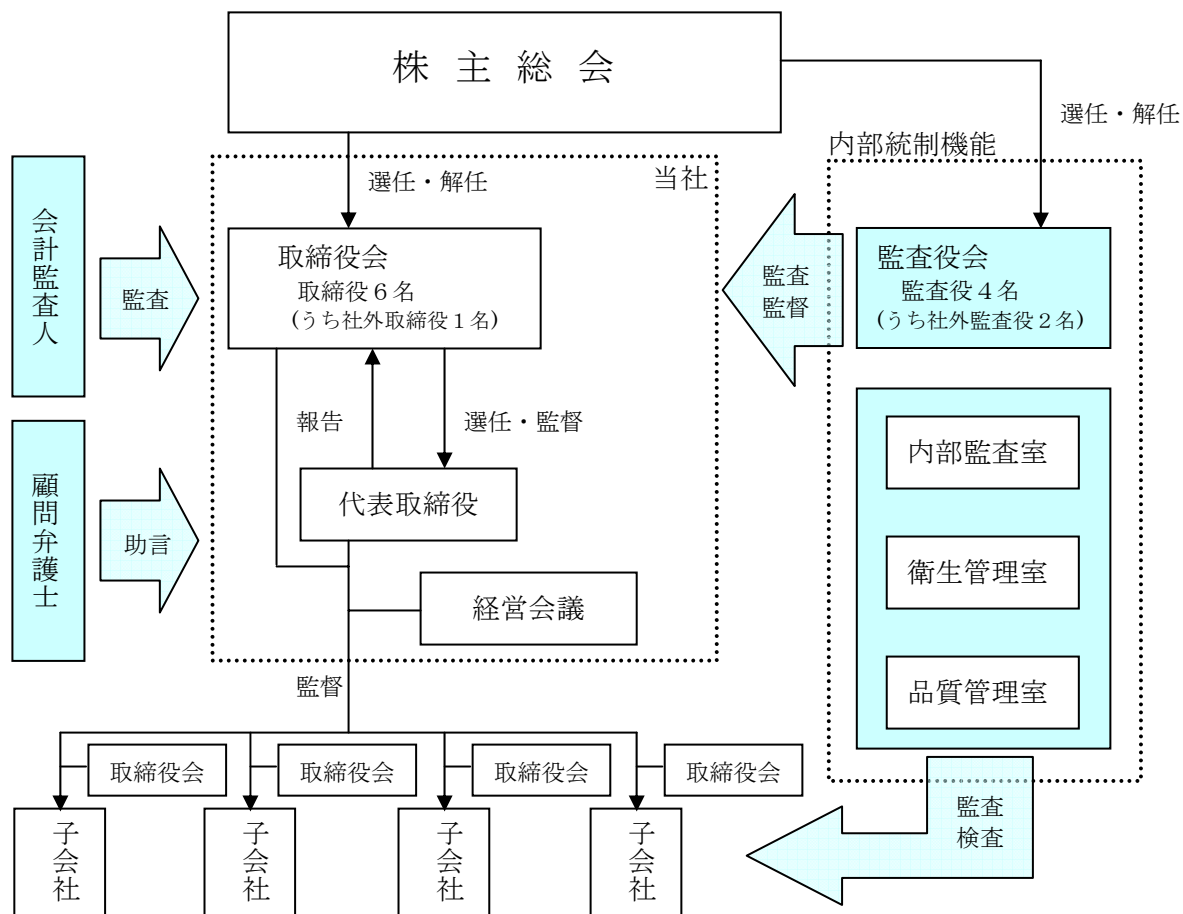 株主総会
選任・解任
内部統制機能
当社
選任・解任
会計監査人
監査
取締役会
取締役６名
(うち社外取締役１名)
監査
監督
監査役会
監査役４名
(うち社外監査役２名)
報告
選任・監督
内部監査室
顧問弁護士
助言
代表取締役
衛生管理室
経営会議
品質管理室
監督
取締役会
取締役会
取締役会
取締役会
子会社
子会社
子会社
子会社
監査
検査